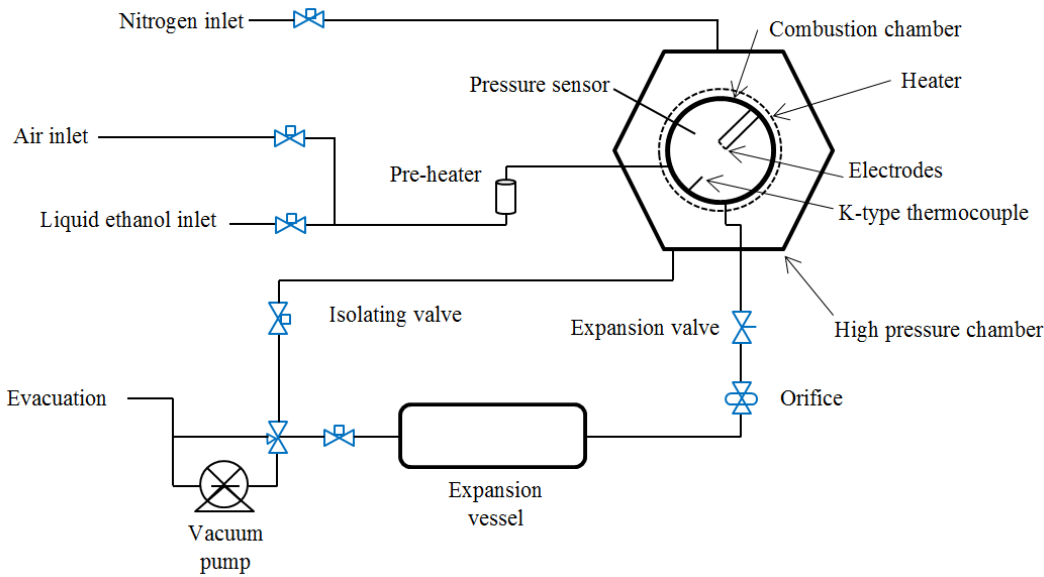 Nitrogen inlet
Combustion chamber
Pressure sensor
Heater
Air inlet
Pre-heater
Electrodes
Liquid ethanol inlet
K-type thermocouple
Isolating valve
Expansion valve
High pressure chamber
Evacuation
Orifice
Expansion
vessel
Vacuum
pump